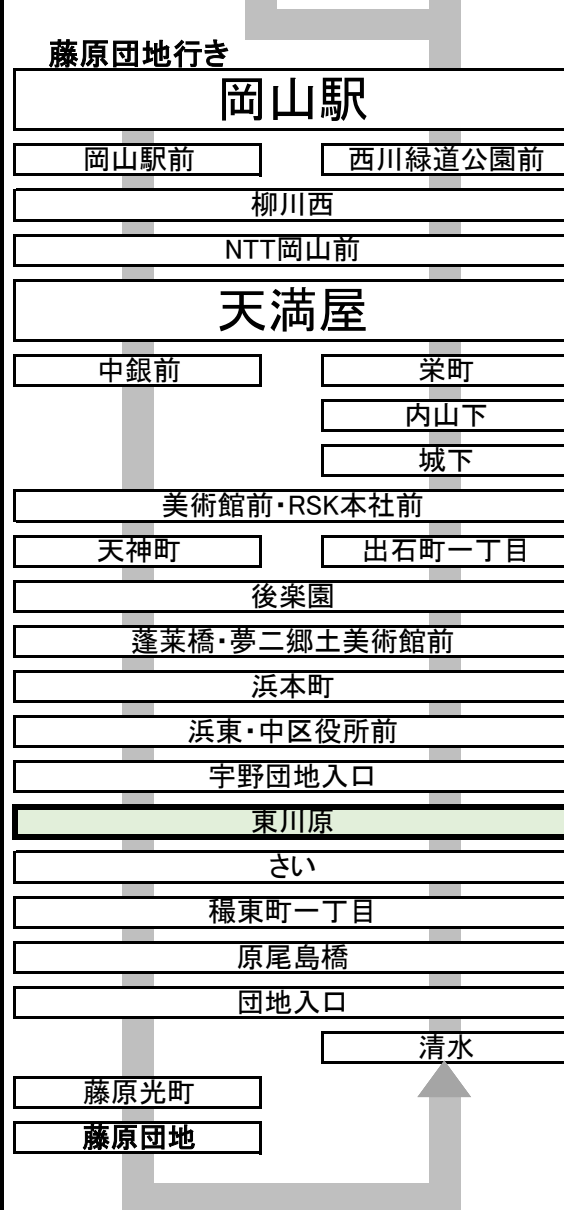 藤原団地行き
岡山駅
岡山駅前 西川緑道公園前
柳川西
NTT岡山前
天満屋
中銀前 栄町
内山下
城下
美術館前・RSK本社前
天神町 出石町一丁目
後楽園
蓬莱橋・夢二郷土美術館前
浜本町
浜東・中区役所前
宇野団地入口
東川原
さい
穝東町一丁目
原尾島橋
団地入口
清水
藤原光町
藤原団地